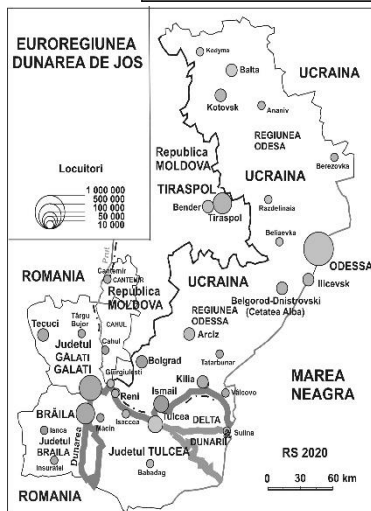 EUROREGIUNEA
DUNAREA DE JOS
Locuitori
1 000 000
500 000
100 000
50 000
10 000
Kodyma
Balta
UCRAINA
Kotovsk
Ananiv
REGIUNEA
ODESA
Republica
MOLDOVA
Berezovka
UCRAINA
TIRASPOL
Bender
Tiraspol
Razdelinaia
Beliaevka
ODESSA
Ilicevsk
Belgorod-Dnistrovski
(Cetatea Alba)
Prut
Cantemir
CANTEMIR
ROMANIA
Republica
MOLDOVA
UCRAINA
REGIUNEA
ODESSA
Tecuci
Târgu
Bujor
CAHUL
Cahul
Arciz
Judetul
GALATI
GALATI
Bolgrad
Tatarbunar
Giurgiulesti
Reni
Ismail
Kilia
Vâlcovo
MAREA
NEAGRA
BRĂILA
Macin
Isaccea
Tulcea
DELTA
DUNARII
Sulina
Ianca
Judetul
BRAILA
Insuratei
Dunarea
Judetul TULCEA
Babadag
RS 2020
0 30 60 km
ROMANIA